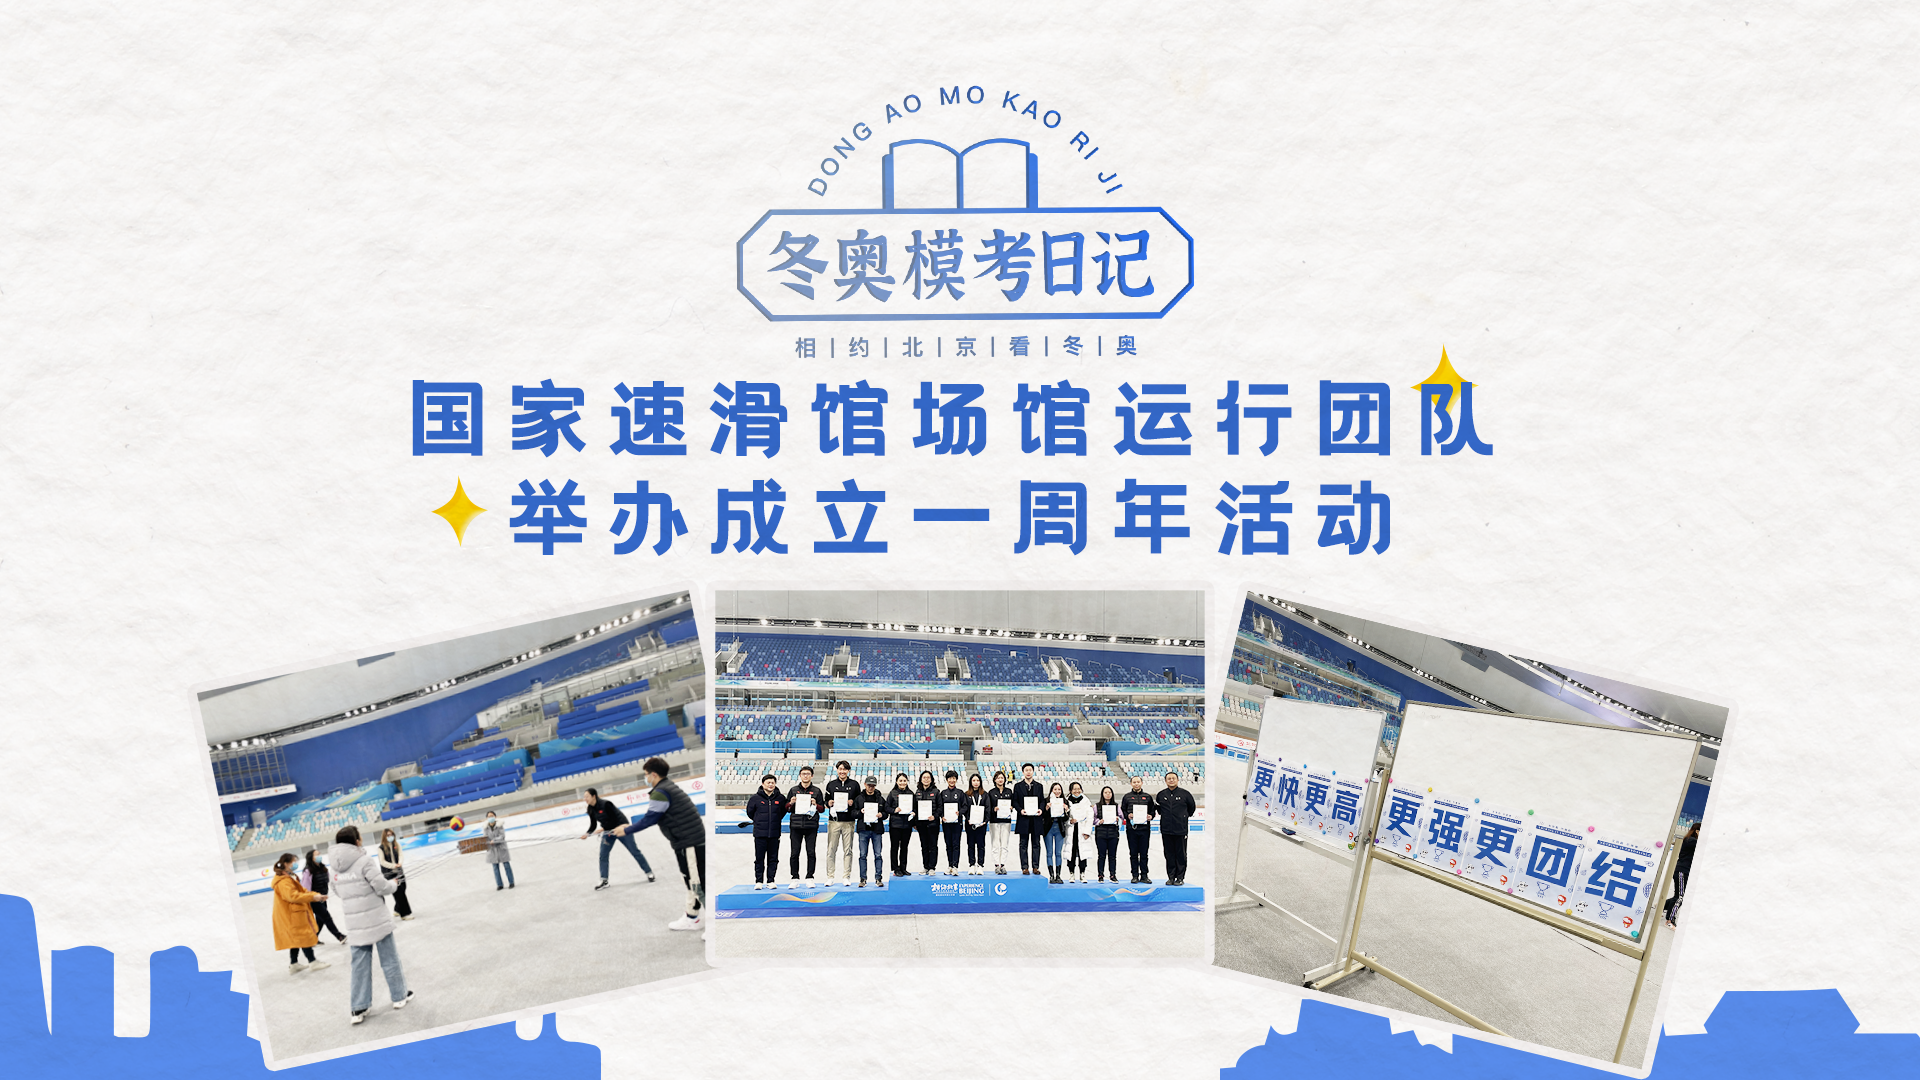 DONG AO MO KAO RI JI
冬奥模考日记
相|约|北|京|看|冬|奥
国家速滑馆场馆运行团队
举办成立一周年活动
EXPERIENCE
BEIJING
更快更高
更强更团结